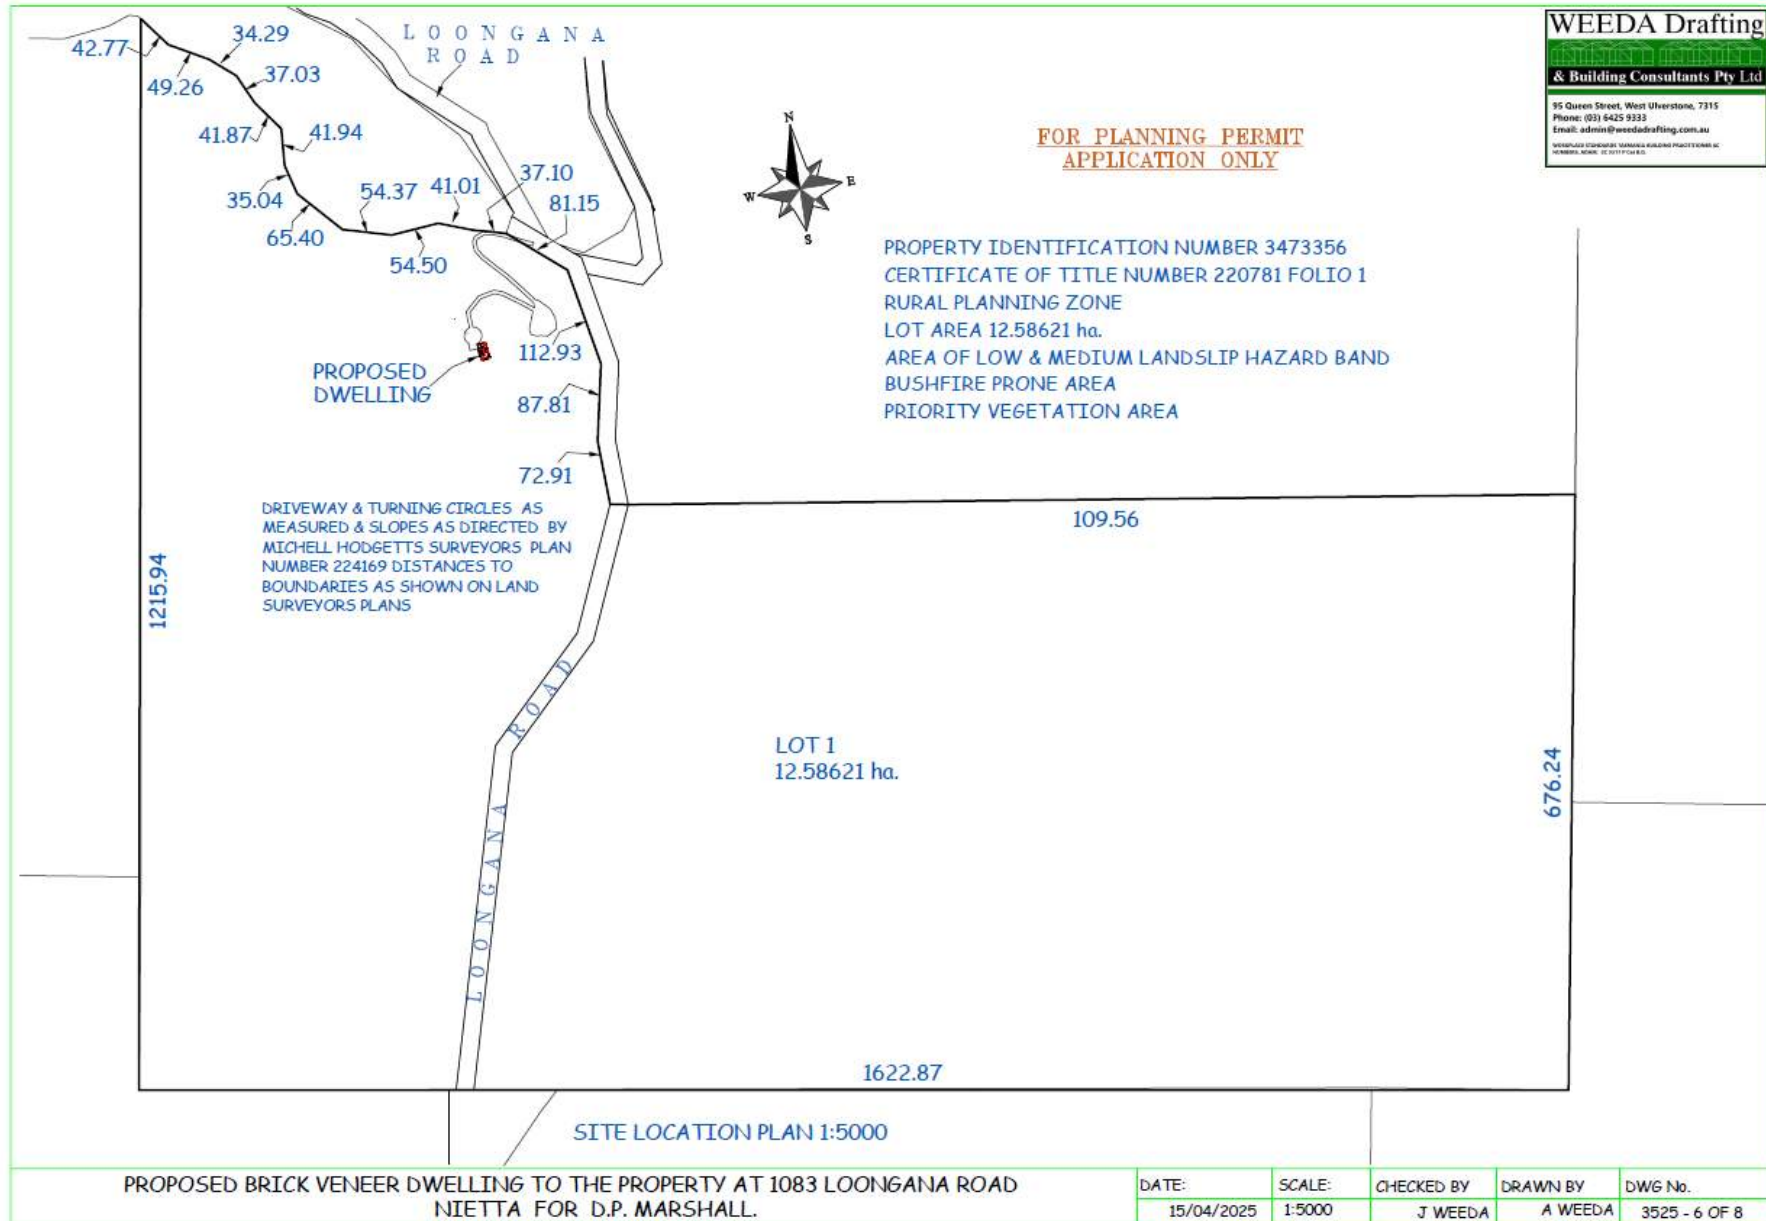 WEEDA Drafting
& Building Consultants Pty Ltd
95 Queen Street, West Ulverstone, 7315
Phone: (03) 6425 9333
Email: admin@weedadrafting.com.au
LOONGANA
ROAD
42.77
34.29
49.26
37.03
41.87
41.94
35.04
65.40
54.37
41.01
54.50
37.10
81.15
112.93
87.81
72.91
N
E
S
W
FOR PLANNING PERMIT
APPLICATION ONLY
PROPERTY IDENTIFICATION NUMBER 3473356
CERTIFICATE OF TITLE NUMBER 220781 FOLIO 1
RURAL PLANNING ZONE
LOT AREA 12.58621 ha.
AREA OF LOW & MEDIUM LANDSLIP HAZARD BAND
BUSHFIRE PRONE AREA
PRIORITY VEGETATION AREA
PROPOSED
DWELLING
DRIVEWAY & TURNING CIRCLES AS
MEASURED & SLOPES AS DIRECTED BY
MICHELL HODGETTS SURVEYORS PLAN
NUMBER 224169 DISTANCES TO
BOUNDARIES AS SHOWN ON LAND
SURVEYORS PLANS
109.56
1215.94
LOONGANA ROAD
LOT 1
12.58621 ha.
676.24
1622.87
SITE LOCATION PLAN 1:5000
PROPOSED BRICK VENEER DWELLING TO THE PROPERTY AT 1083 LOONGANA ROAD
NIETTA FOR D.P. MARSHALL.
DATE:
15/04/2025
SCALE:
1:5000
CHECKED BY
J WEEDA
DRAWN BY
A WEEDA
DWG No.
3525 - 6 OF 8